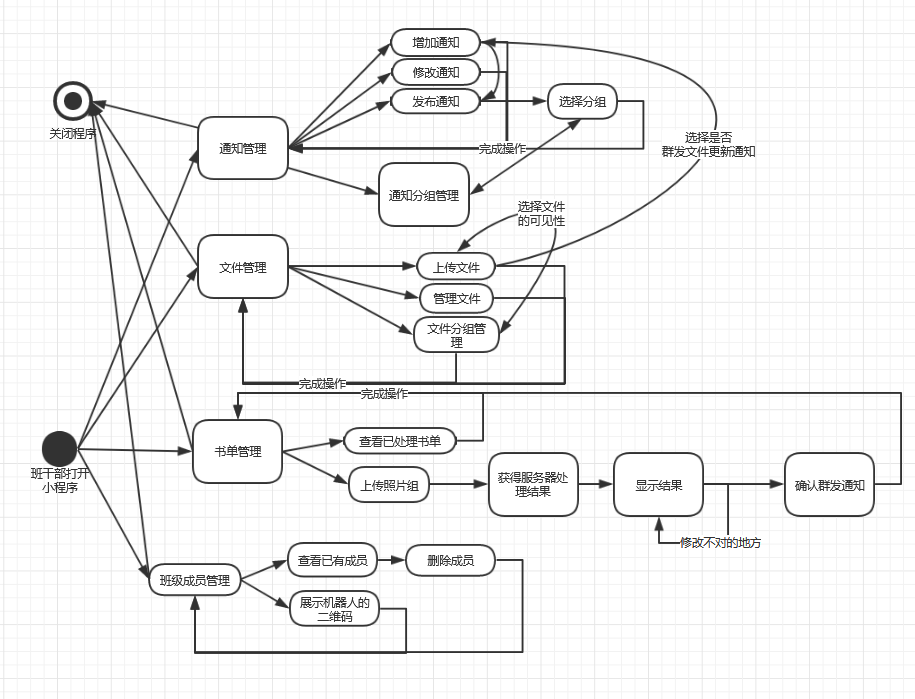 增加通知
修改通知
发布通知
选择分组
关闭程序
通知管理
完成操作
选择是否
群发文件更新通知
通知分组管理
选择文件
的可见性
文件管理
上传文件
管理文件
文件分组管
理
完成操作
完成操作
书单管理
查看已处理书单
班干部打开
小程序
上传照片组
获得服务器处
理结果
显示结果
确认群发通知
修改不对的地方
查看已有成员
删除成员
班级成员管理
展示机器人的
二维码